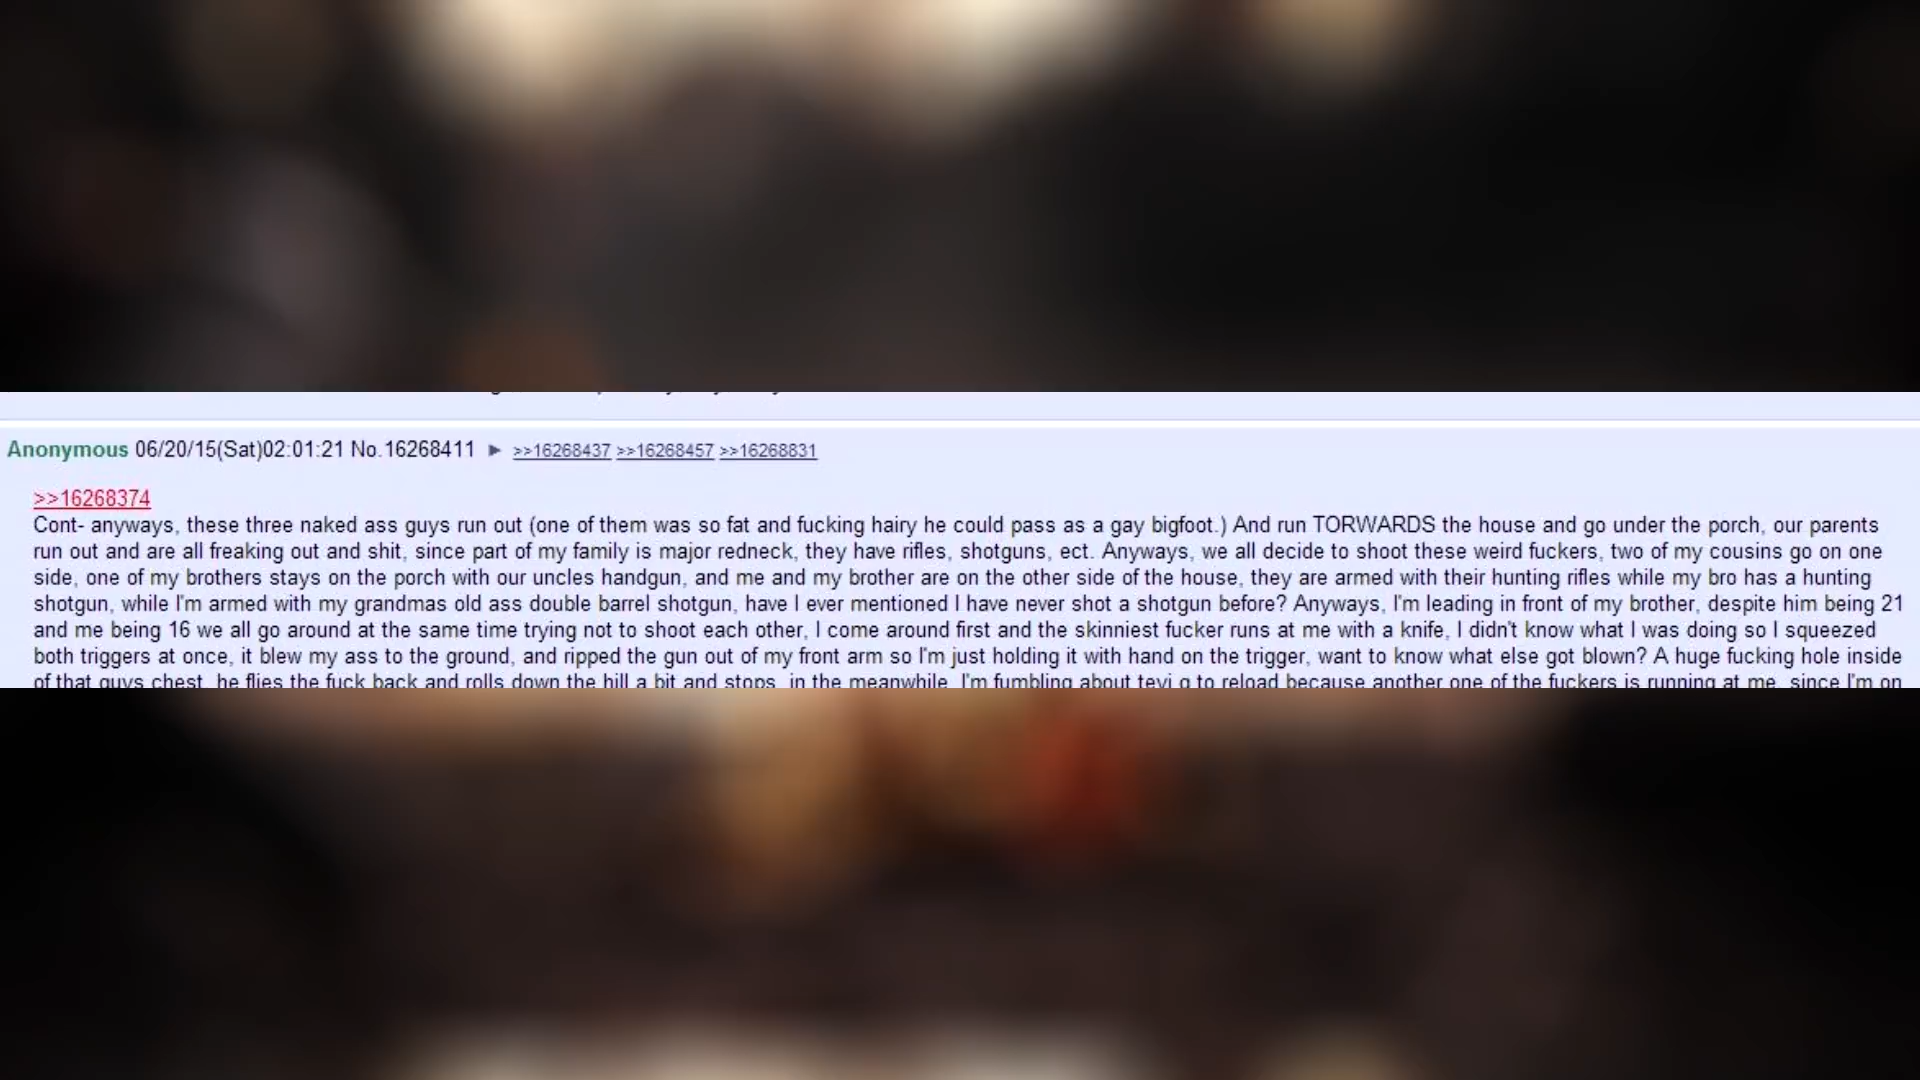 Anonymous 06/20/15(Sat)02:01:21 No.16268411 ► >>16268437 >>16268457 >>16268831
>>16268374
Cont- anyways, these three naked ass guys run out (one of them was so fat and fucking hairy he could pass as a gay bigfoot.) And run TORWARDS the house and go under the porch, our parents
run out and are all freaking out and shit, since part of my family is major redneck, they have rifles, shotguns, ect. Anyways, we all decide to shoot these weird fuckers, two of my cousins go on one
side, one of my brothers stays on the porch with our uncles handgun, and me and my brother are on the other side of the house, they are armed with their hunting rifles while my bro has a hunting
shotgun, while I'm armed with my grandmas old ass double barrel shotgun, have I ever mentioned I have never shot a shotgun before? Anyways, I'm leading in front of my brother, despite him being 21
and me being 16 we all go around at the same time trying not to shoot each other, I come around first and the skinniest fucker runs at me with a knife, I didn't know what I was doing so I squeezed
both triggers at once, it blew my ass to the ground, and ripped the gun out of my front arm so I'm just holding it with hand on the trigger, want to know what else got blown? A huge fucking hole inside
of that guys chest, he flies the fuck back and rolls down the hill a bit and stops, in the meanwhile, I'm fumbling about to reload because another one of the fuckers is running at me, since I'm on